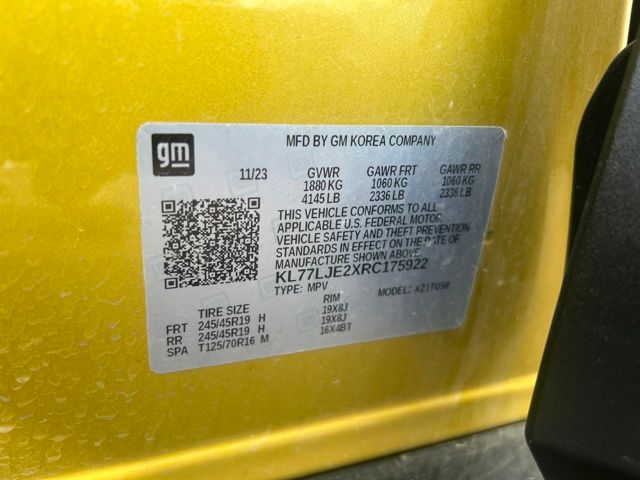 gm
MFD BY GM KOREA COMPANY
11/23 GVWR GAWR FRT GAWR RR
1880 KG 1060 KG 1060 KG
4145 LB 2336 LB 2336 LB
THIS VEHICLE CONFORMS TO ALL
APPLICABLE U.S. FEDERAL MOTOR
VEHICLE SAFETY AND THEFT PREVENTION
STANDARDS IN EFFECT ON THE DATE OF
MANUFACTURE SHOWN ABOVE.
KL77LJE2XRC175922
TYPE: MPV MODEL: X21TUSB
TIRE SIZE RIM
FRT 245/45R19 H 19X8J
RR 245/45R19 H 19X8J
SPA T125/70R16 M 16X4BT